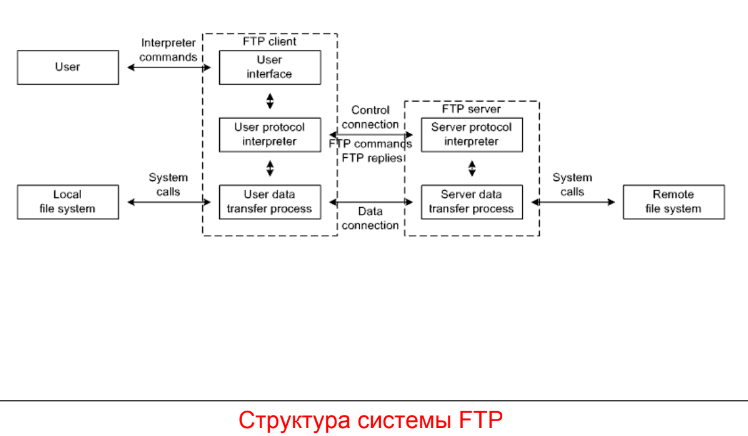 FTP client
Interpreter
commands
User
User
interface
Control
connection
FTP server
User protocol
interpreter
FTP commands
FTP replies
Server protocol
interpreter
System
calls
System
calls
Local
file system
User data
transfer process
Data
connection
Server data
transfer process
Remote
file system
Структура системы FTP